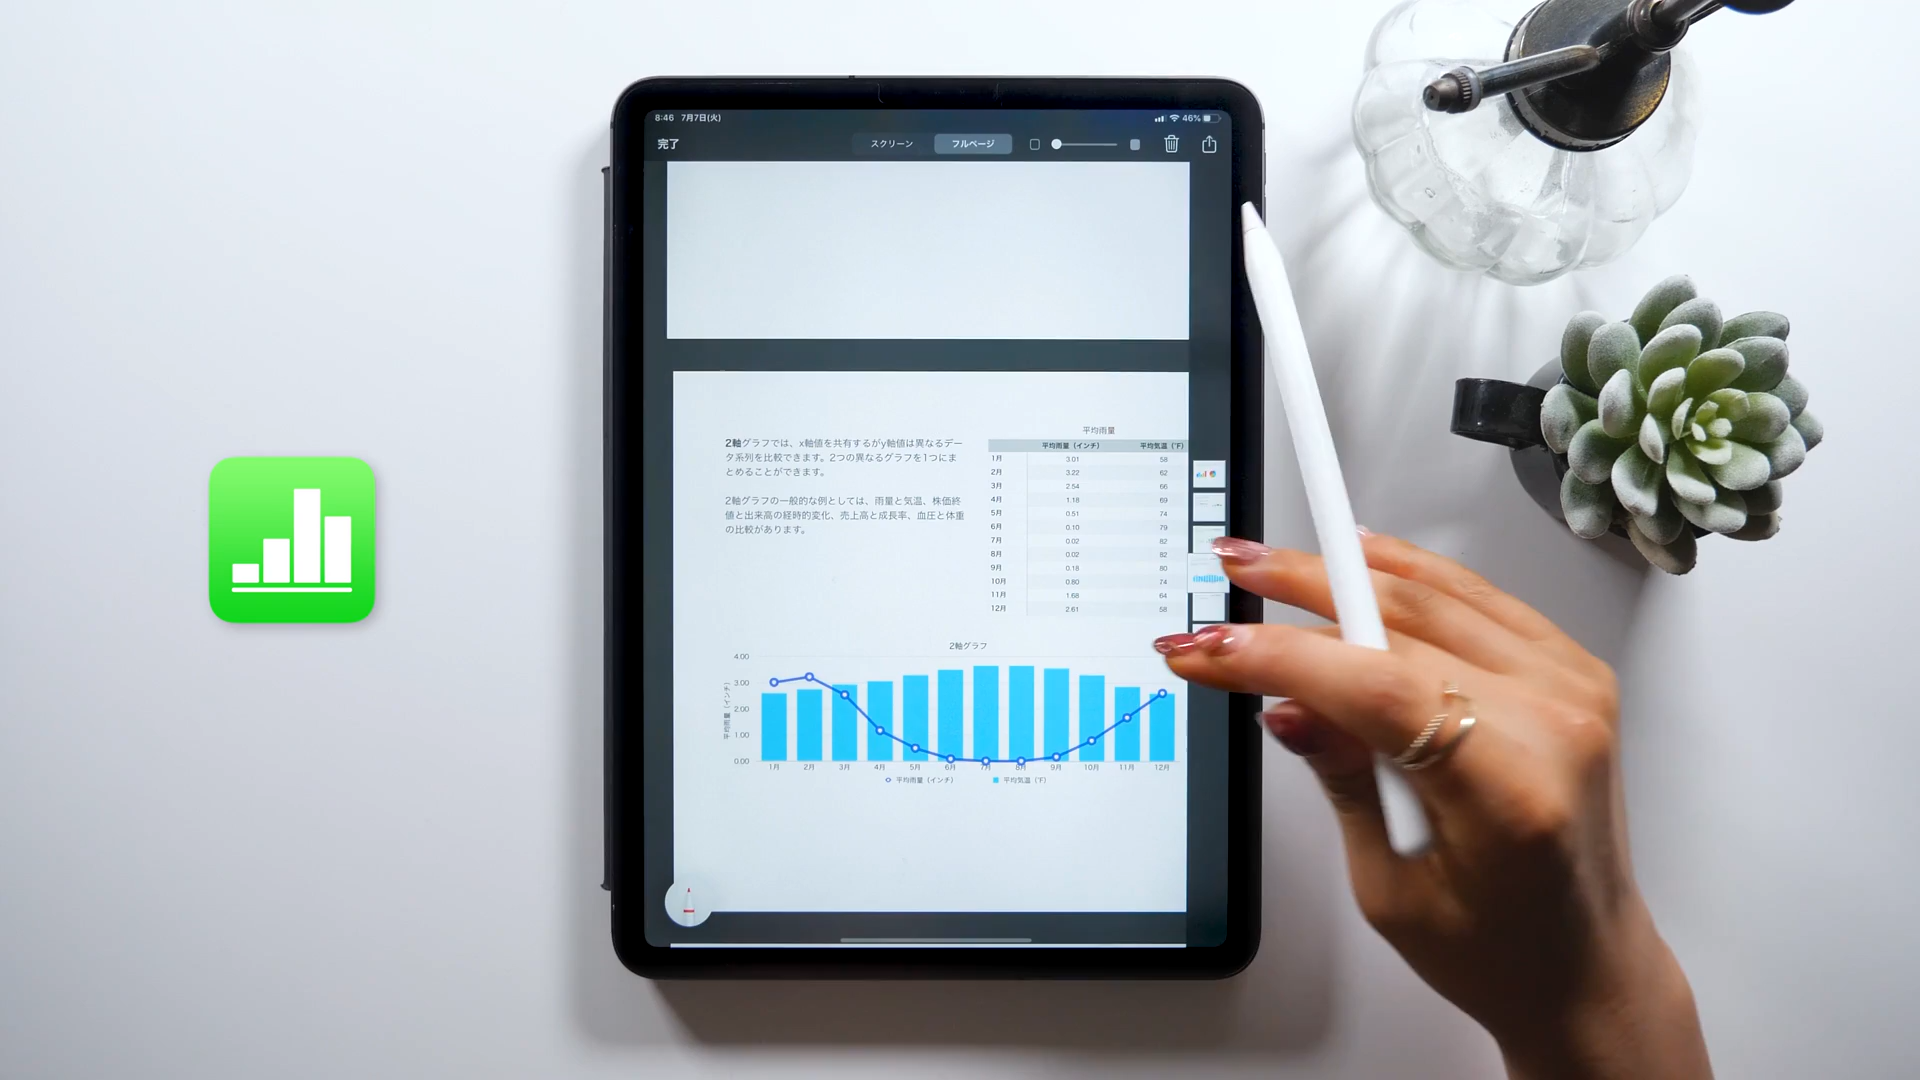 8:46 7月7日(火)
46%
完了
スクリーン
フルページ
2軸グラフでは、x軸値を共有するがy軸値は異なるデー
タ系列を比較できます。2つの異なるグラフを1つにま
とめることができます。
2軸グラフの一般的な例としては、雨量と気温、株価終
値と出来高の経時的変化、売上高と成長率、血圧と体重
の比較があります。
平均雨量
平均雨量（インチ） 平均気温（˚F）
1月 3.01 58
2月 3.22 62
3月 2.54 66
4月 1.18 69
5月 0.51 74
6月 0.10 79
7月 0.02 82
8月 0.02 82
9月 0.18 80
10月 0.80 74
11月 1.68 64
12月 2.61 58
2軸グラフ
平均雨量（インチ）
4.00
3.00
2.00
1.00
0.00
1月 2月 3月 4月 5月 6月 7月 8月 9月 10月 11月 12月
平均雨量（インチ） 平均気温（˚F）